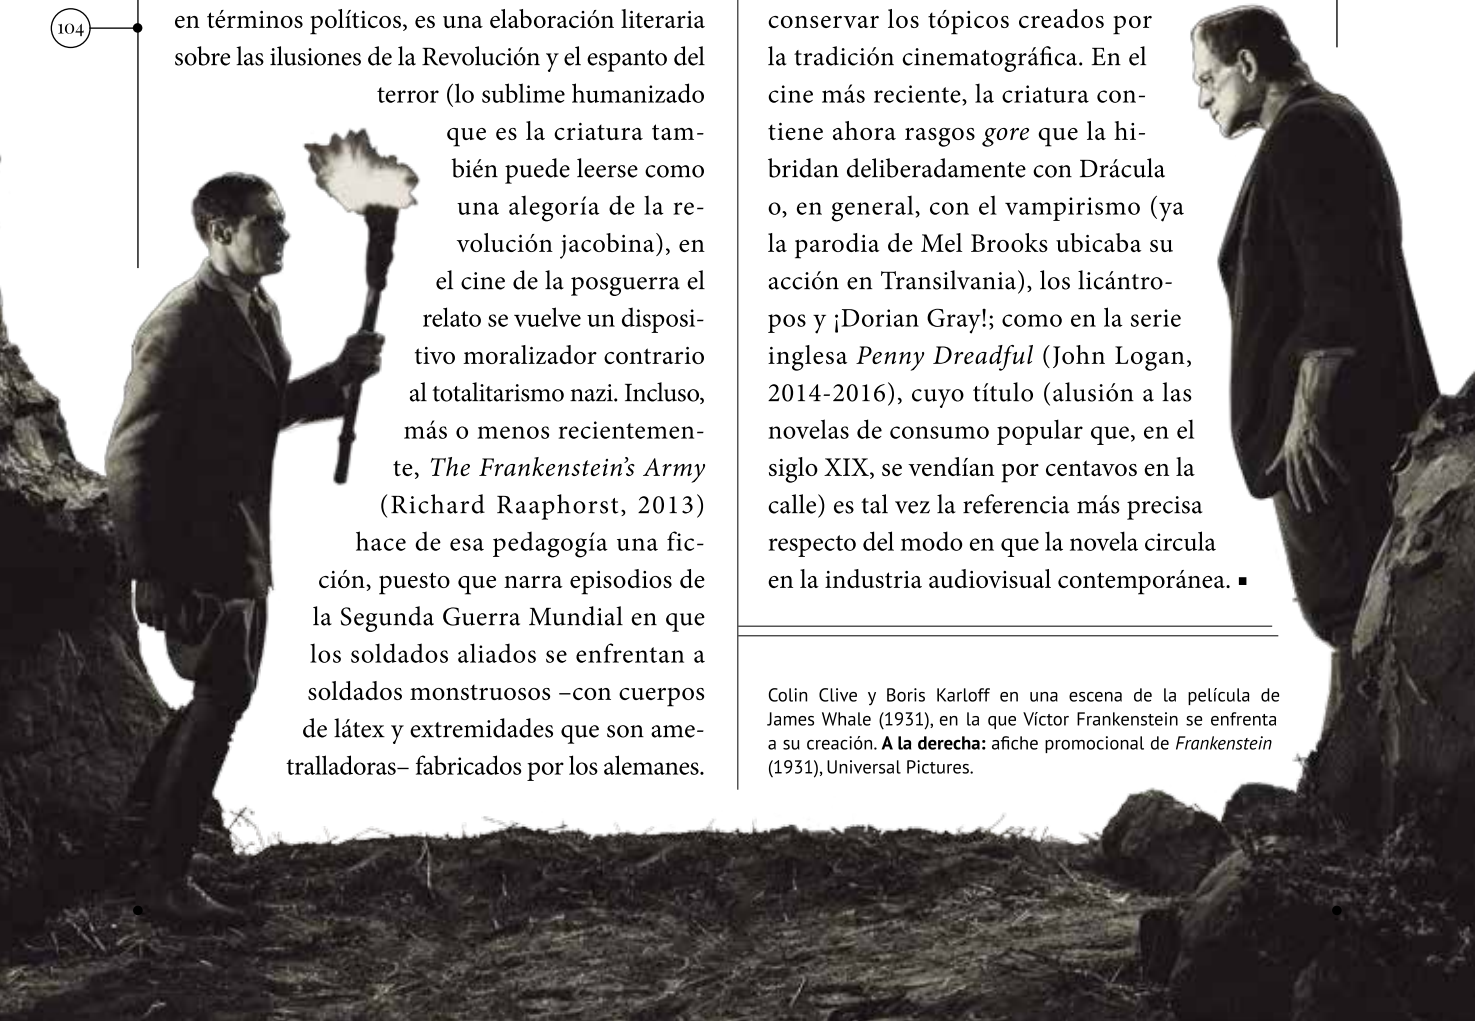 104
en términos políticos, es una elaboración literaria
sobre las ilusiones de la Revolución y el espanto del
terror (lo sublime humanizado
que es la criatura tam-
bién puede leerse como
una alegoría de la re-
volución jacobina), en
el cine de la posguerra el
relato se vuelve un disposi-
tivo moralizador contrario
al totalitarismo nazi. Incluso,
más o menos recientemen-
te, The Frankenstein’s Army
(Richard Raaphorst, 2013)
hace de esa pedagogía una fic-
ción, puesto que narra episodios de
la Segunda Guerra Mundial en que
los soldados aliados se enfrentan a
soldados monstruosos –con cuerpos
de látex y extremidades que son ame-
tralladoras– fabricados por los alemanes.
conservar los tópicos creados por
la tradición cinematográfica. En el
cine más reciente, la criatura con-
tiene ahora rasgos gore que la hi-
bridan deliberadamente con Drácula
o, en general, con el vampirismo (ya
la parodia de Mel Brooks ubicaba su
acción en Transilvania), los licántro-
pos y ¡Dorian Gray!; como en la serie
inglesa Penny Dreadful (John Logan,
2014-2016), cuyo título (alusión a las
novelas de consumo popular que, en el
siglo XIX, se vendían por centavos en la
calle) es tal vez la referencia más precisa
respecto del modo en que la novela circula
en la industria audiovisual contemporánea. ■
Colin Clive y Boris Karloff en una escena de la película de
James Whale (1931), en la que Víctor Frankenstein se enfrenta
a su creación. A la derecha: afiche promocional de Frankenstein
(1931), Universal Pictures.